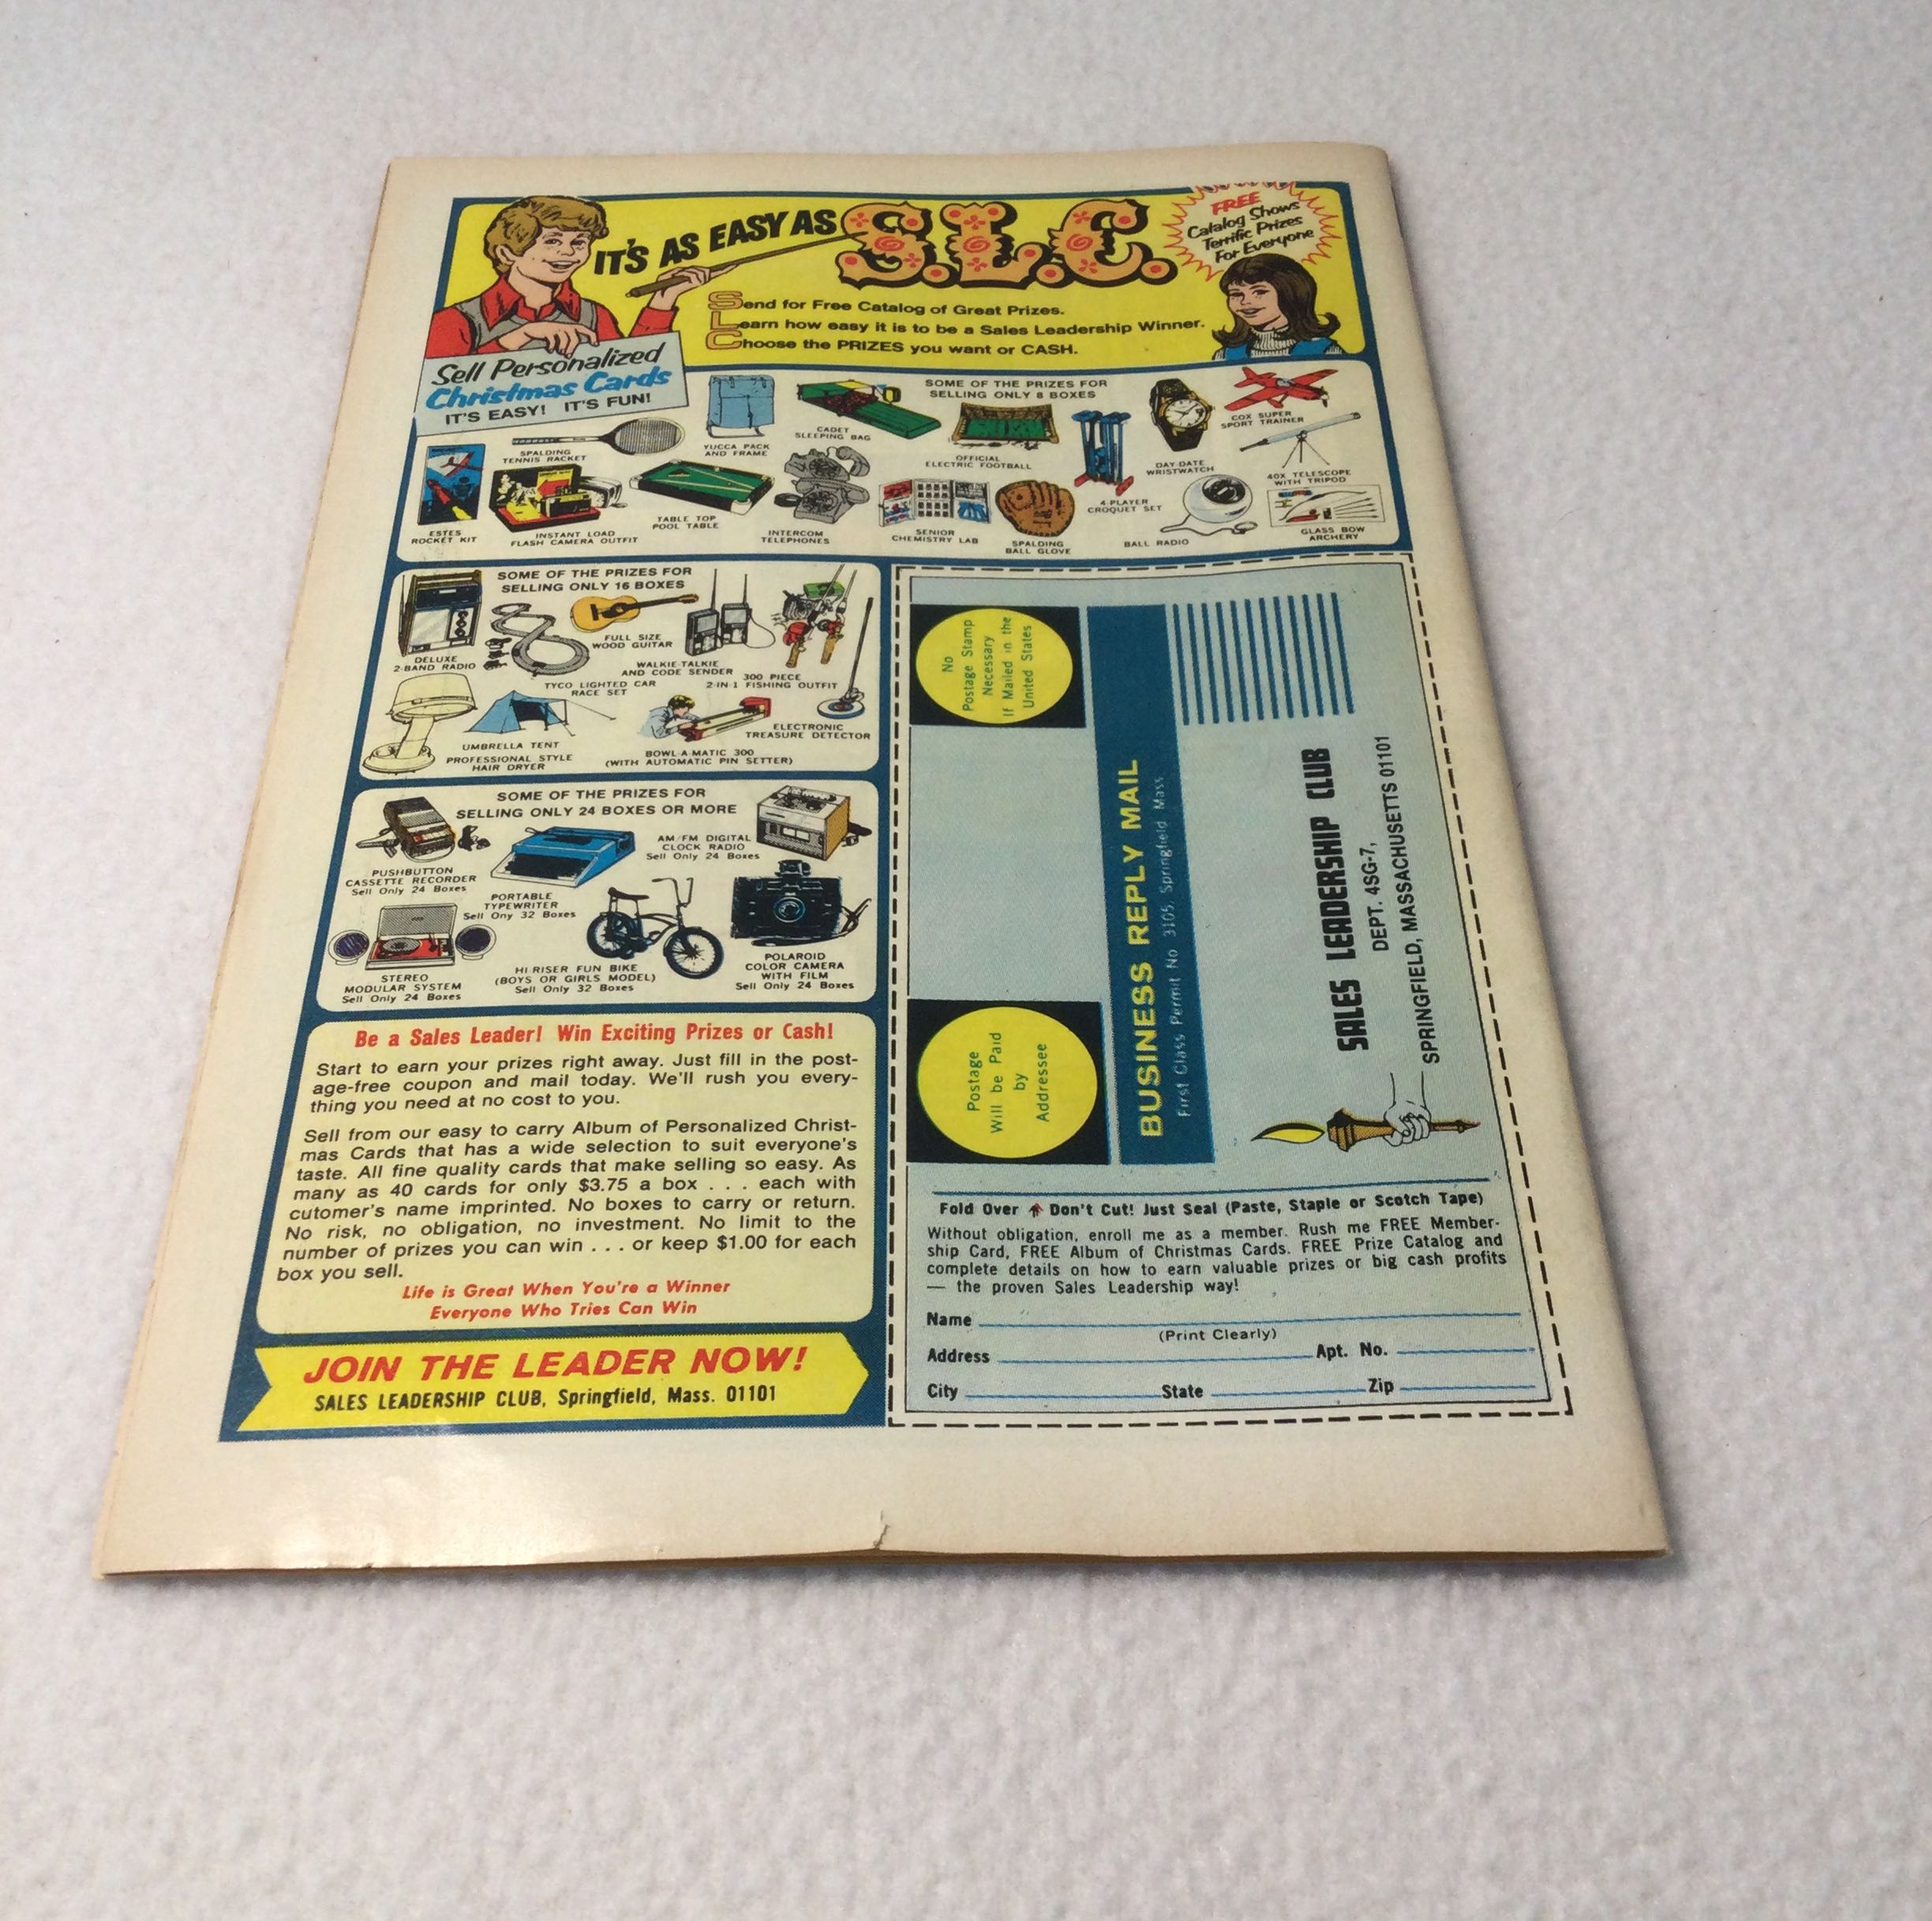 IT'S AS EASY AS S.L.C.
FREE
Catalog Shows
Terrific Prizes
For Everyone
Send for Free Catalog of Great Prizes.
Learn how easy it is to be a Sales Leadership Winner.
Choose the PRIZES you want or CASH.
Sell Personalized
Christmas Cards
IT'S EASY! IT'S FUN!
SOME OF THE PRIZES FOR
SELLING ONLY 8 BOXES
SPALDING
TENNIS RACKET
YUCCA PACK
AND FRAME
CADET
SLEEPING BAG
OFFICIAL
ELECTRIC FOOTBALL
DAY-DATE
WRISTWATCH
COX SUPER
SPORT TRAINER
40X TELESCOPE
WITH TRIPOD
ESTES
ROCKET KIT
INSTANT LOAD
FLASH CAMERA OUTFIT
TABLE TOP
POOL TABLE
INTERCOM
TELEPHONES
SENIOR
CHEMISTRY LAB
SPALDING
BALL GLOVE
4-PLAYER
CROQUET SET
BALL RADIO
GLASS BOW
ARCHERY
SOME OF THE PRIZES FOR
SELLING ONLY 16 BOXES
DELUXE
2-BAND RADIO
FULL SIZE
WOOD GUITAR
WALKIE-TALKIE
AND CODE SENDER
TYCO LIGHTED CAR
RACE SET
300 PIECE
2-IN-1 FISHING OUTFIT
ELECTRONIC
TREASURE DETECTOR
UMBRELLA TENT
PROFESSIONAL STYLE
HAIR DRYER
BOWL-A-MATIC 300
(WITH AUTOMATIC PIN SETTER)
SOME OF THE PRIZES FOR
SELLING ONLY 24 BOXES OR MORE
PUSHBUTTON
CASSETTE RECORDER
Sell Only 24 Boxes
PORTABLE
TYPEWRITER
Sell Ony 32 Boxes
AM/FM DIGITAL
CLOCK RADIO
Sell Only 24 Boxes
STEREO
MODULAR SYSTEM
Sell Only 24 Boxes
HI RISER FUN BIKE
(BOYS OR GIRLS MODEL)
Sell Only 32 Boxes
POLAROID
COLOR CAMERA
WITH FILM
Sell Only 24 Boxes
Be a Sales Leader! Win Exciting Prizes or Cash!
Start to earn your prizes right away. Just fill in the post-
age-free coupon and mail today. We'll rush you every-
thing you need at no cost to you.
Sell from our easy to carry Album of Personalized Christ-
mas Cards that has a wide selection to suit everyone's
taste. All fine quality cards that make selling so easy. As
many as 40 cards for only $3.75 a box . . . each with
cutomer's name imprinted. No boxes to carry or return.
No risk, no obligation, no investment. No limit to the
number of prizes you can win . . . or keep $1.00 for each
box you sell.
Life is Great When You're a Winner
Everyone Who Tries Can Win
JOIN THE LEADER NOW!
SALES LEADERSHIP CLUB, Springfield, Mass. 01101
No
Postage Stamp
Necessary
If Mailed in the
United States
Postage
Will be Paid
by
Addressee
BUSINESS REPLY MAIL
First Class Permit No 3105, Springfield Mass
SALES LEADERSHIP CLUB
DEPT. 4SG-7,
SPRINGFIELD, MASSACHUSETTS 01101
Fold Over Don't Cut! Just Seal (Paste, Staple or Scotch Tape)
Without obligation, enroll me as a member. Rush me FREE Member-
ship Card, FREE Album of Christmas Cards. FREE Prize Catalog and
complete details on how to earn valuable prizes or big cash profits
— the proven Sales Leadership way!
Name
(Print Clearly)
Address Apt. No.
City State Zip